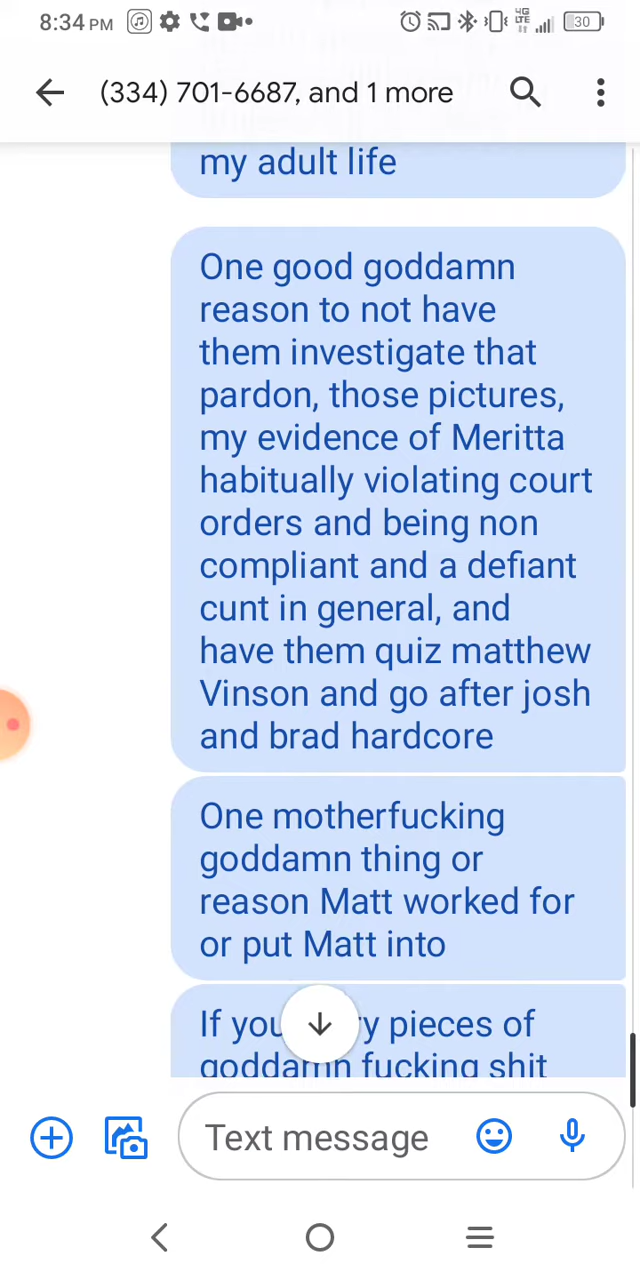 8:34 PM 4G LTE 30
(334) 701-6687, and 1 more
my adult life
One good goddamn
reason to not have
them investigate that
pardon, those pictures,
my evidence of Meritta
habitually violating court
orders and being non
compliant and a defiant
cunt in general, and
have them quiz matthew
Vinson and go after josh
and brad hardcore
One motherfucking
goddamn thing or
reason Matt worked for
or put Matt into
If you y pieces of
goddamn fucking shit
Text message